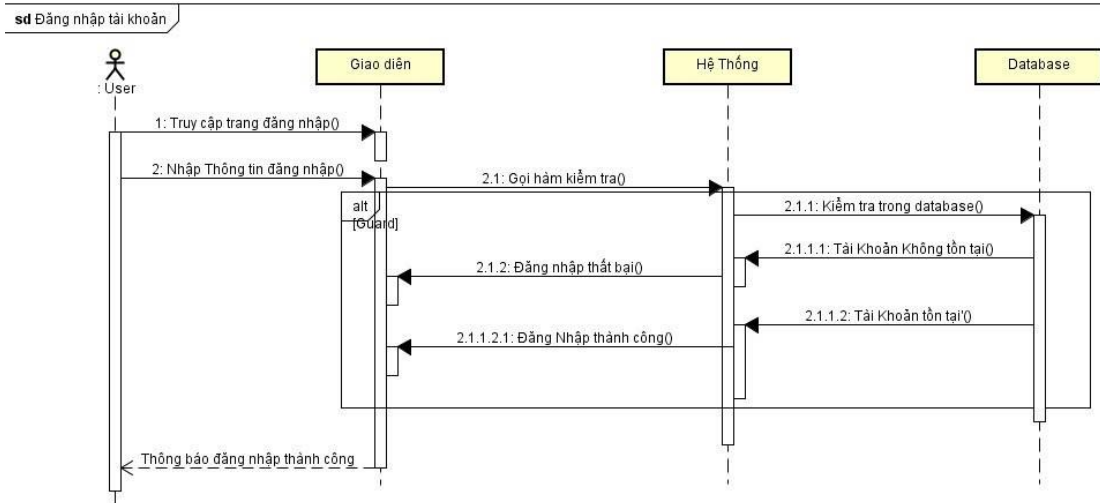 sd Đăng nhập tài khoản
: User
Giao diên
Hệ Thống
Database
1: Truy cập trang đăng nhập()
2: Nhập Thông tin đăng nhập()
2.1: Gọi hàm kiểm tra()
alt
[Guard]
2.1.1: Kiểm tra trong database()
2.1.1.1: Tài Khoản Không tồn tại()
2.1.2: Đăng nhập thất bại()
2.1.1.2: Tài Khoản tồn tại'()
2.1.1.2.1: Đăng Nhập thành công()
Thông báo đăng nhập thành công